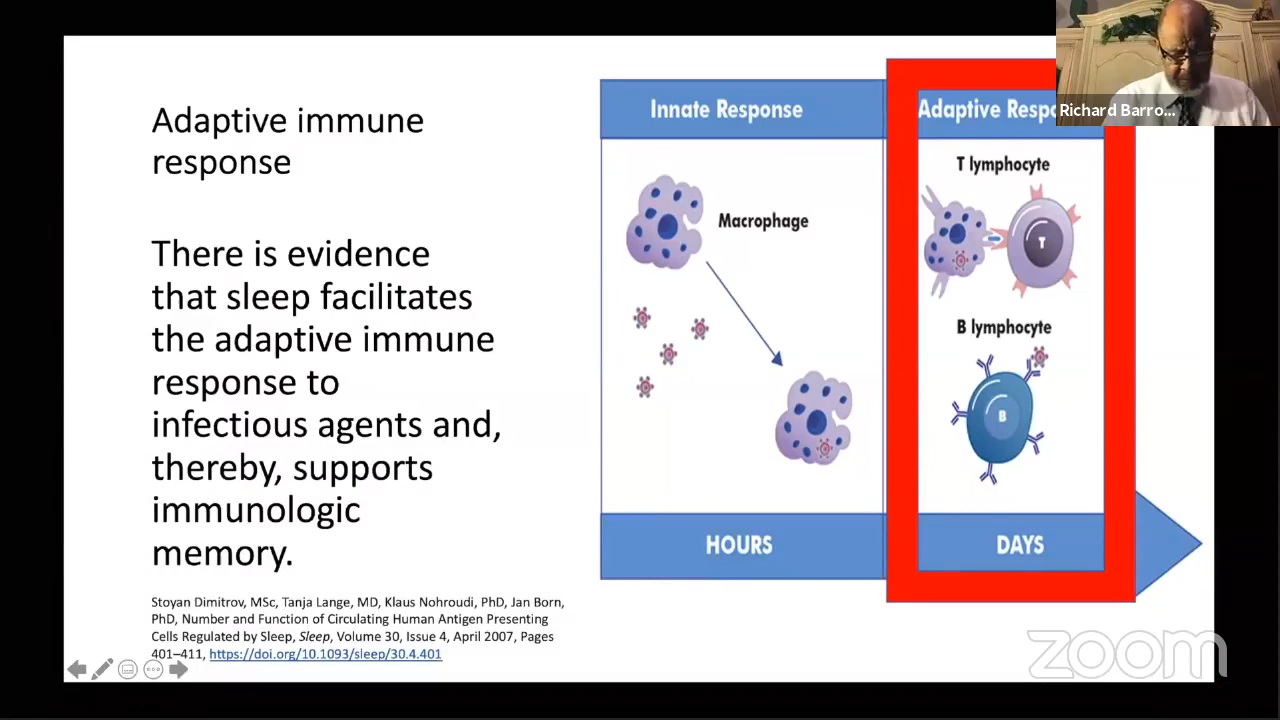 Adaptive immune
response
There is evidence
that sleep facilitates
the adaptive immune
response to
infectious agents and,
thereby, supports
immunologic
memory.
Stoyan Dimitrov, MSc, Tanja Lange, MD, Klaus Nohroudi, PhD, Jan Born,
PhD, Number and Function of Circulating Human Antigen Presenting
Cells Regulated by Sleep, Sleep, Volume 30, Issue 4, April 2007, Pages
401–411, https://doi.org/10.1093/sleep/30.4.401
Innate Response
Macrophage
HOURS
Adaptive Respo
T lymphocyte
T
B lymphocyte
B
DAYS
Richard Barro...
zoom